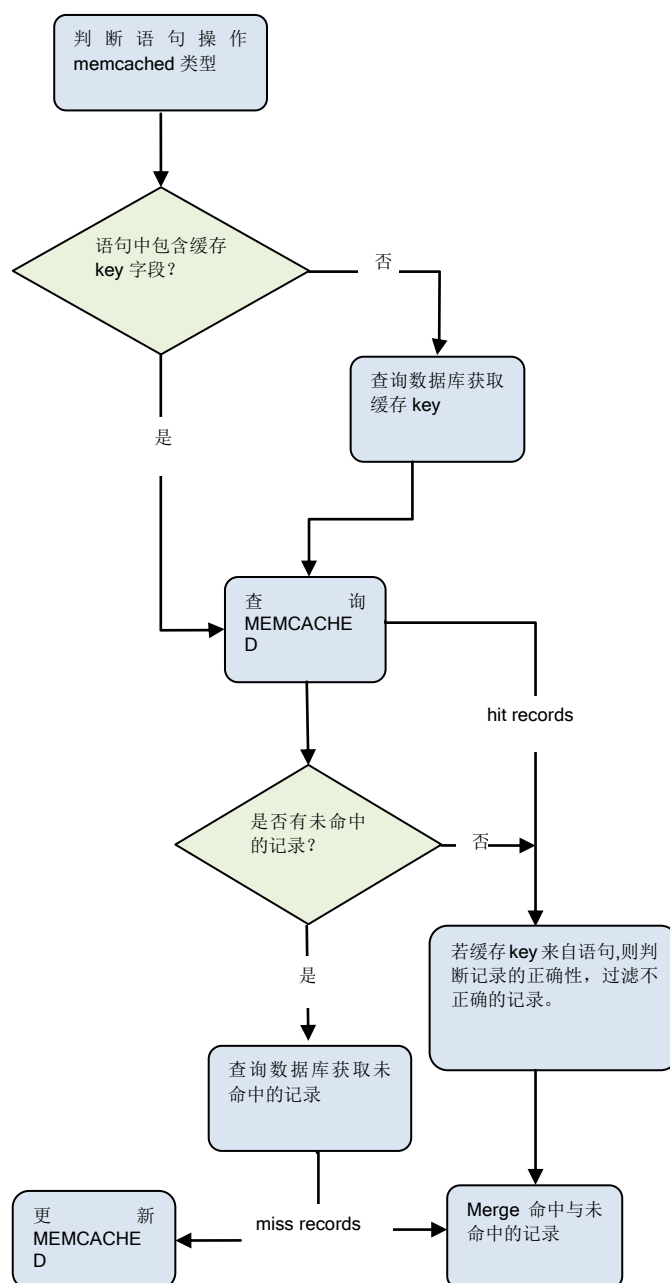 判断语句操作
memcached 类型
语句中包含缓存
key 字段？
否
查询数据库获取
缓存 key
是
查询
MEMCACHE
D
hit records
是否有未命中
的记录？
否
若缓存 key 来自语句,则判
断记录的正确性，过滤不
正确的记录。
是
查询数据库获取未
命中的记录
更新
MEMCACHE
D
miss records
Merge 命中与未
命中的记录